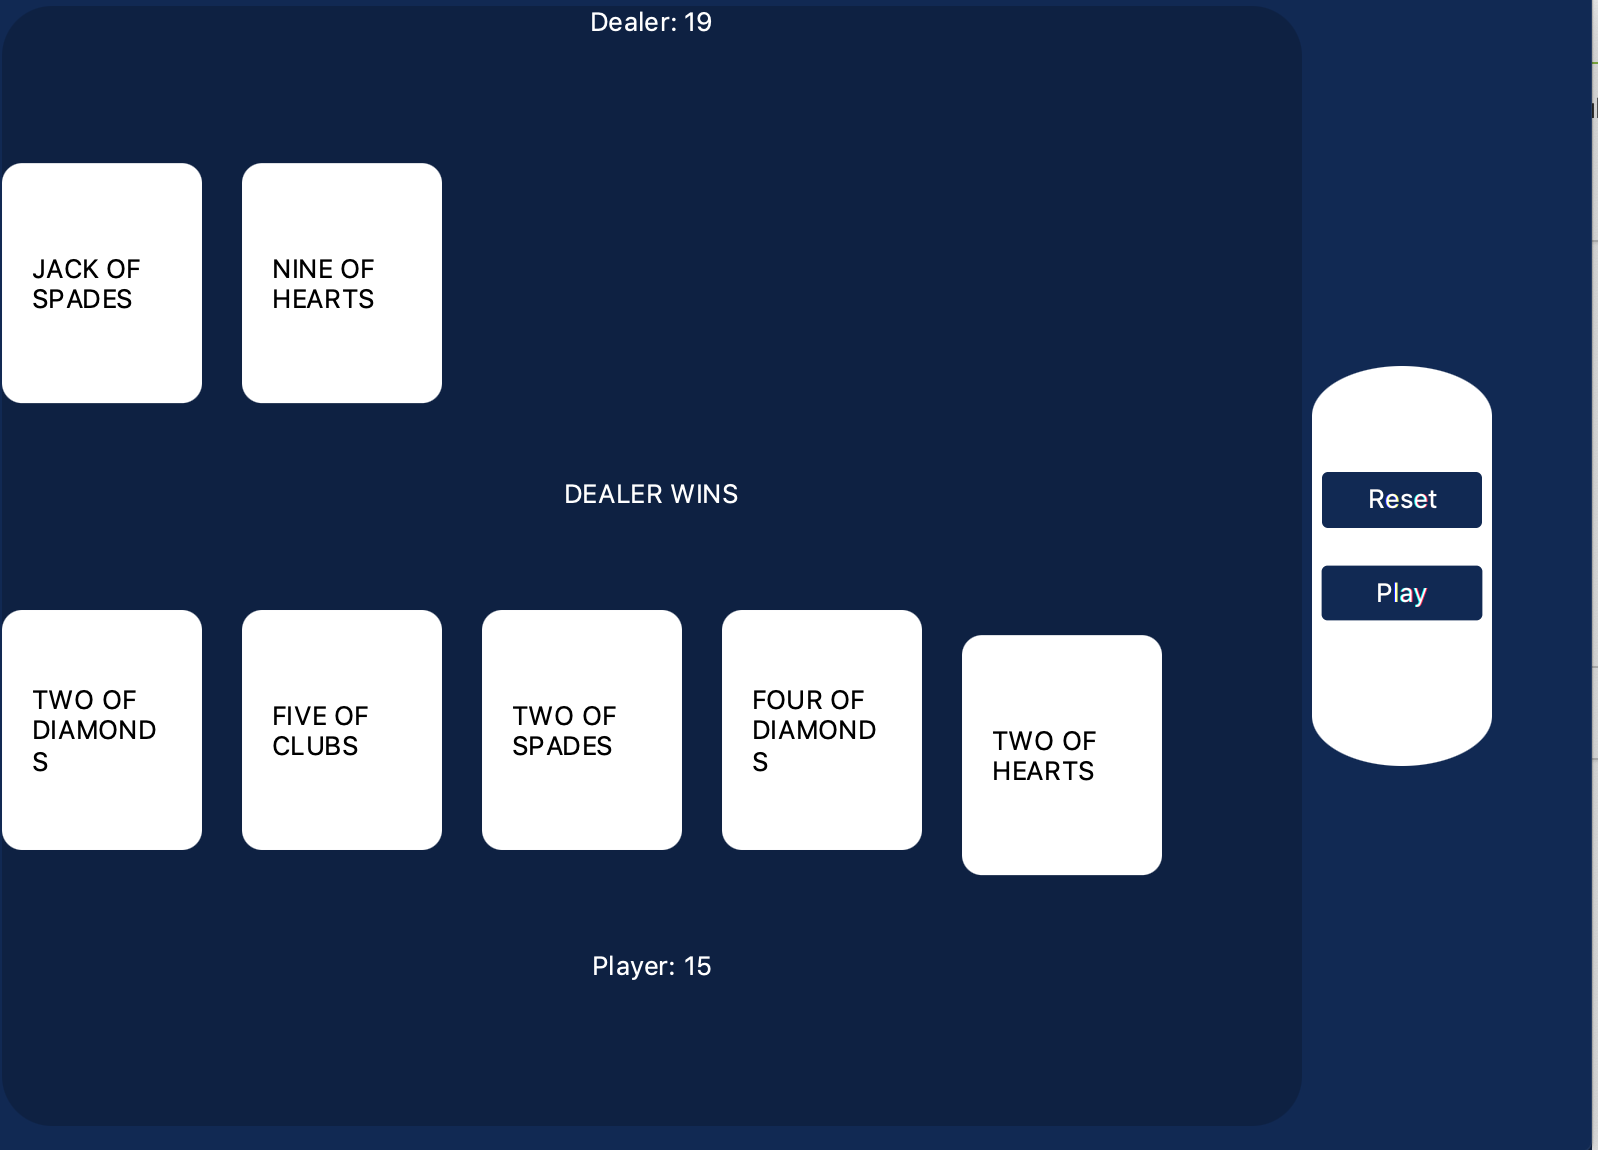 Dealer: 19
JACK OF
SPADES
NINE OF
HEARTS
DEALER WINS
Reset
Play
TWO OF
DIAMOND
S
FIVE OF
CLUBS
TWO OF
SPADES
FOUR OF
DIAMOND
S
TWO OF
HEARTS
Player: 15